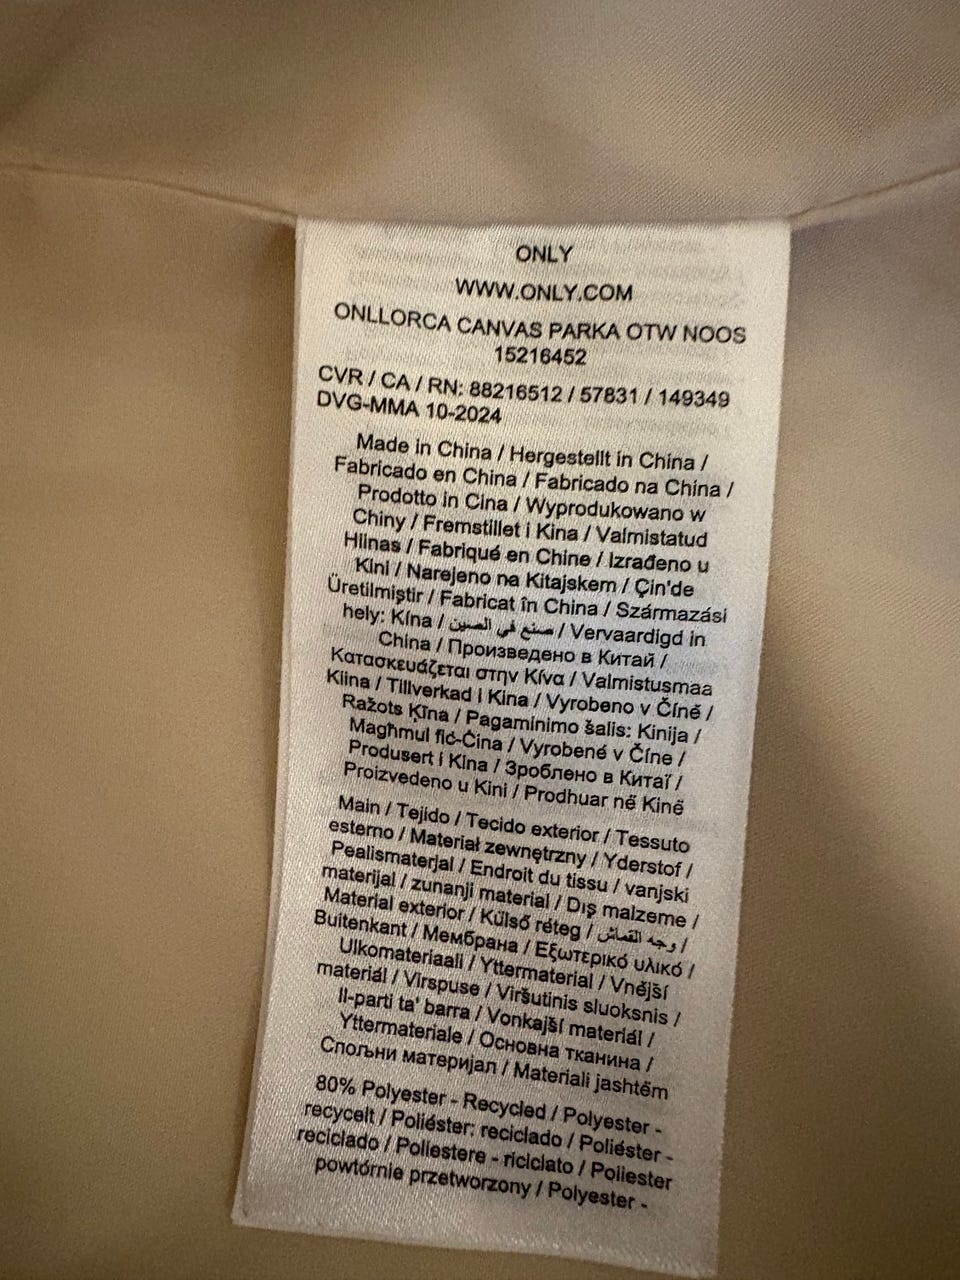 ONLY
WWW.ONLY.COM
ONLLORCA CANVAS PARKA OTW NOOS
15216452
CVR / CA / RN: 88216512 / 57831 / 149349
DVG-MMA 10-2024
Made in China / Hergestellt in China /
Fabricado en China / Fabricado na China /
Prodotto in Cina / Wyprodukowano w
Chiny / Fremstillet i Kina / Valmistatud
Hiinas / Fabriqué en Chine / Izrađeno u
Kini / Narejeno na Kitajskem / Çin'de
Üretilmiştir / Fabricat în China / Származási
hely: Kína / صنع في الصين / Vervaardigd in
China / Произведено в Китай /
Κατασκευάζεται στην Κίνα / Valmistusmaa
Kiina / Tillverkad i Kina / Vyrobeno v Číně /
Ražots Ķīna / Pagaminimo šalis: Kinija /
Magħmul fiċ-Ċina / Vyrobené v Číne /
Produsert i Kina / Зроблено в Китаї /
Proizvedeno u Kini / Prodhuar në Kinë
Main / Tejido / Tecido exterior / Tessuto
esterno / Materiał zewnętrzny / Yderstof /
Pealismaterjal / Endroit du tissu / vanjski
materijal / zunanji material / Dış malzeme /
Material exterior / Külső réteg / وجه القماش /
Buitenkant / Мембрана / Εξωτερικό υλικό /
Ulkomateriaali / Yttermaterial / Vnější
materiál / Virspuse / Viršutinis sluoksnis /
Il-parti ta' barra / Vonkajší materiál /
Yttermateriale / Основна тканина /
Спољни материјал / Materiali jashtëm
80% Polyester - Recycled / Polyester -
recycelt / Poliéster: reciclado / Poliéster -
reciclado / Poliestere - riciclato / Poliester
powtórnie przetworzony / Polyester -